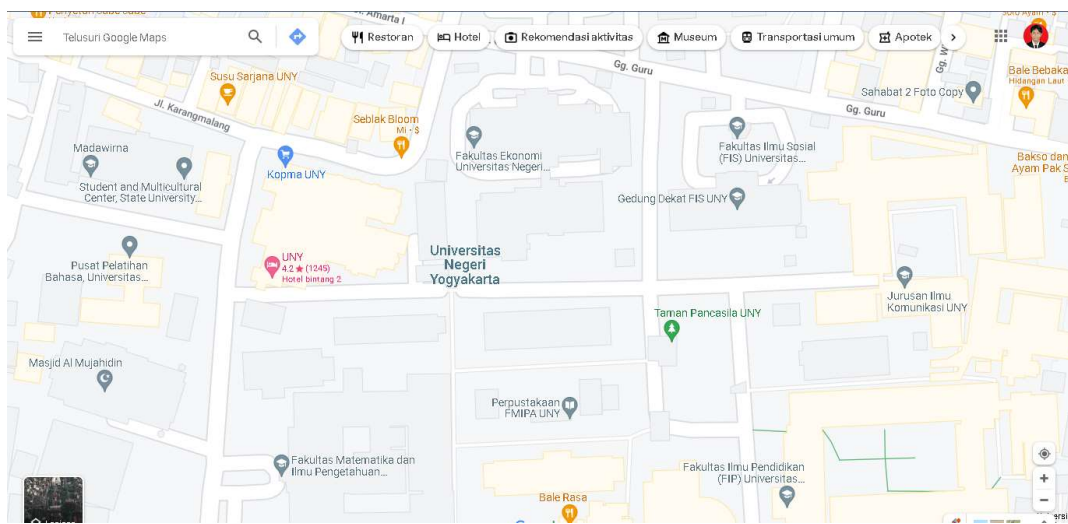 Jl. Amarta I
Telusuri Google Maps
Restoran
Hotel
Rekomendasi aktivitas
Museum
Transportasi umum
Apotek
Gg. Guru
Susu Sarjana UNY
Jl. Karangmalang
Seblak Bloom
Mi · $
Sahabat 2 Foto Copy
Bale Bebaka
Hidangan Laut
Gg. Guru
Madawirna
Kopma UNY
Student and Multicultural
Center, State University...
Fakultas Ekonomi
Universitas Negeri...
Fakultas Ilmu Sosial
(FIS) Universitas...
Bakso dan
Ayam Pak S
Gedung Dekat FIS UNY
Pusat Pelatihan
Bahasa, Universitas...
UNY
4.2 ★ (1245)
Hotel bintang 2
Universitas
Negeri
Yogyakarta
Jurusan Ilmu
Komunikasi UNY
Taman Pancasila UNY
Masjid Al Mujahidin
Perpustakaan
FMIPA UNY
Fakultas Matematika dan
Ilmu Pengetahuan...
Fakultas Ilmu Pendidikan
(FIP) Universitas...
Bale Rasa